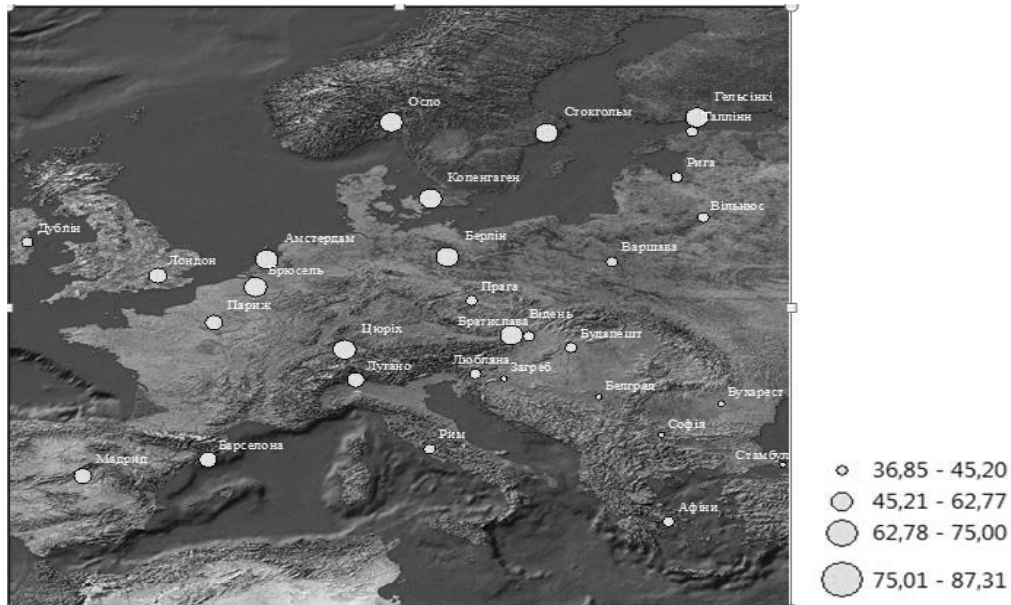 Осло
Стокгольм
Гельсінкі
Таллінн
Рига
Копенгаген
Вільнюс
Дублін
Амстердам
Берлін
Варшава
Лондон
Брюсель
Прага
Париж
Цюріх
Братислава
Відень
Будапешт
Лугано
Любляна
Загреб
Белград
Бухарест
Софія
Рим
Барселона
Мадрид
Стамбул
Афіни
36,85 - 45,20
45,21 - 62,77
62,78 - 75,00
75,01 - 87,31